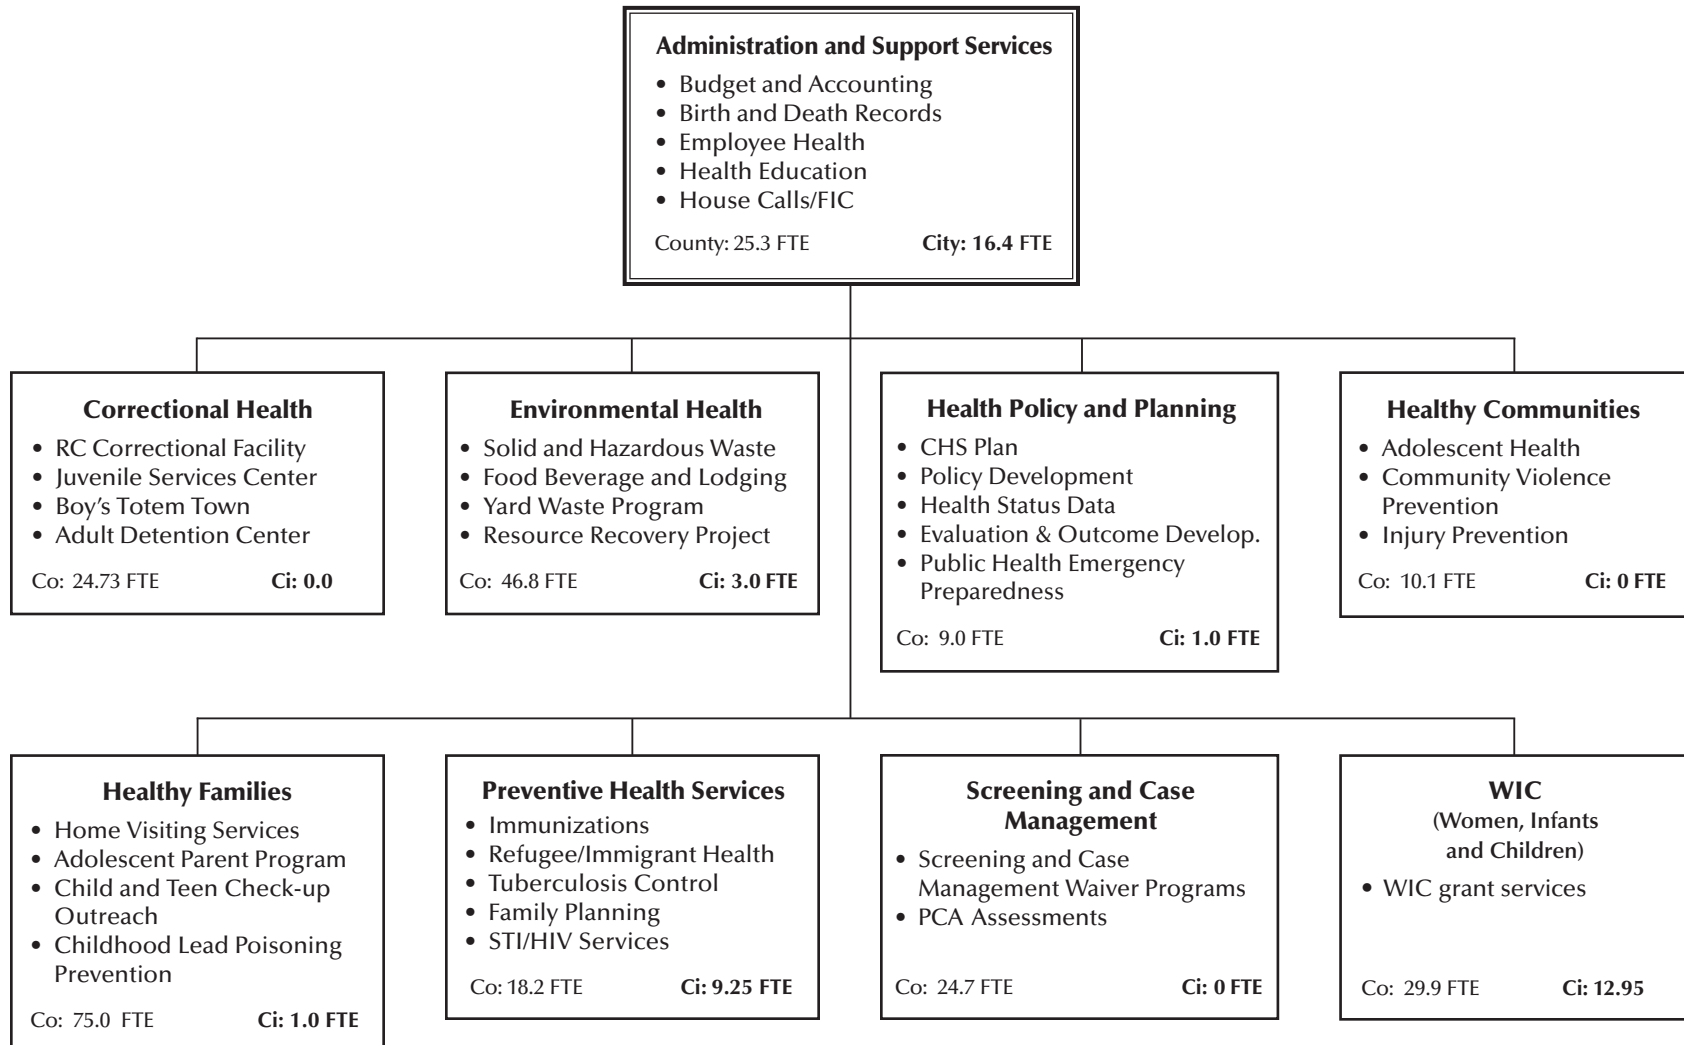 Administration and Support Services
• Budget and Accounting
• Birth and Death Records
• Employee Health
• Health Education
• House Calls/FIC
County: 25.3 FTE City: 16.4 FTE
Correctional Health
• RC Correctional Facility
• Juvenile Services Center
• Boy's Totem Town
• Adult Detention Center
Co: 24.73 FTE Ci: 0.0
Environmental Health
• Solid and Hazardous Waste
• Food Beverage and Lodging
• Yard Waste Program
• Resource Recovery Project
Co: 46.8 FTE Ci: 3.0 FTE
Health Policy and Planning
• CHS Plan
• Policy Development
• Health Status Data
• Evaluation & Outcome Develop.
• Public Health Emergency
Preparedness
Co: 9.0 FTE Ci: 1.0 FTE
Healthy Communities
• Adolescent Health
• Community Violence
Prevention
• Injury Prevention
Co: 10.1 FTE Ci: 0 FTE
Healthy Families
• Home Visiting Services
• Adolescent Parent Program
• Child and Teen Check-up
Outreach
• Childhood Lead Poisoning
Prevention
Co: 75.0 FTE Ci: 1.0 FTE
Preventive Health Services
• Immunizations
• Refugee/Immigrant Health
• Tuberculosis Control
• Family Planning
• STI/HIV Services
Co: 18.2 FTE Ci: 9.25 FTE
Screening and Case
Management
• Screening and Case
Management Waiver Programs
• PCA Assessments
Co: 24.7 FTE Ci: 0 FTE
WIC
(Women, Infants
and Children)
• WIC grant services
Co: 29.9 FTE Ci: 12.95